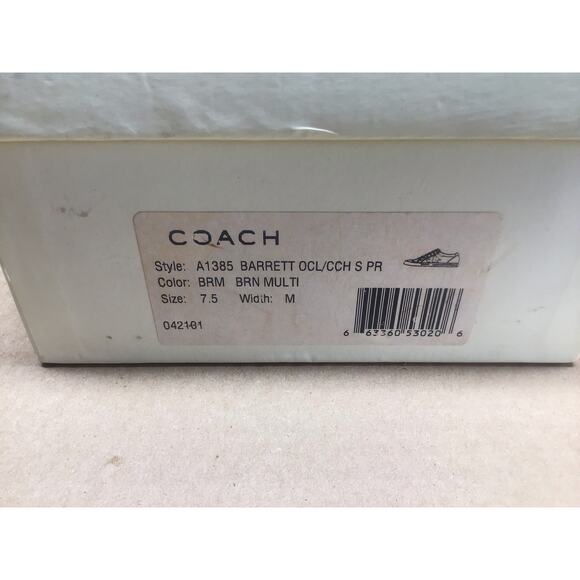 COACH
Style: A1385 BARRETT OCL/CCH S PR
Color: BRM BRN MULTI
Size: 7.5 Width: M
042101
6 63360 53020 6